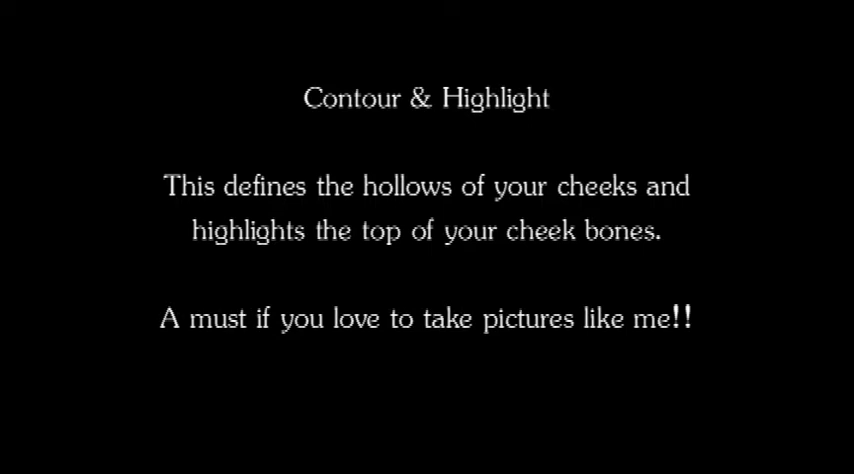 Contour & Highlight
This defines the hollows of your cheeks and
highlights the top of your cheek bones.
A must if you love to take pictures like me!!